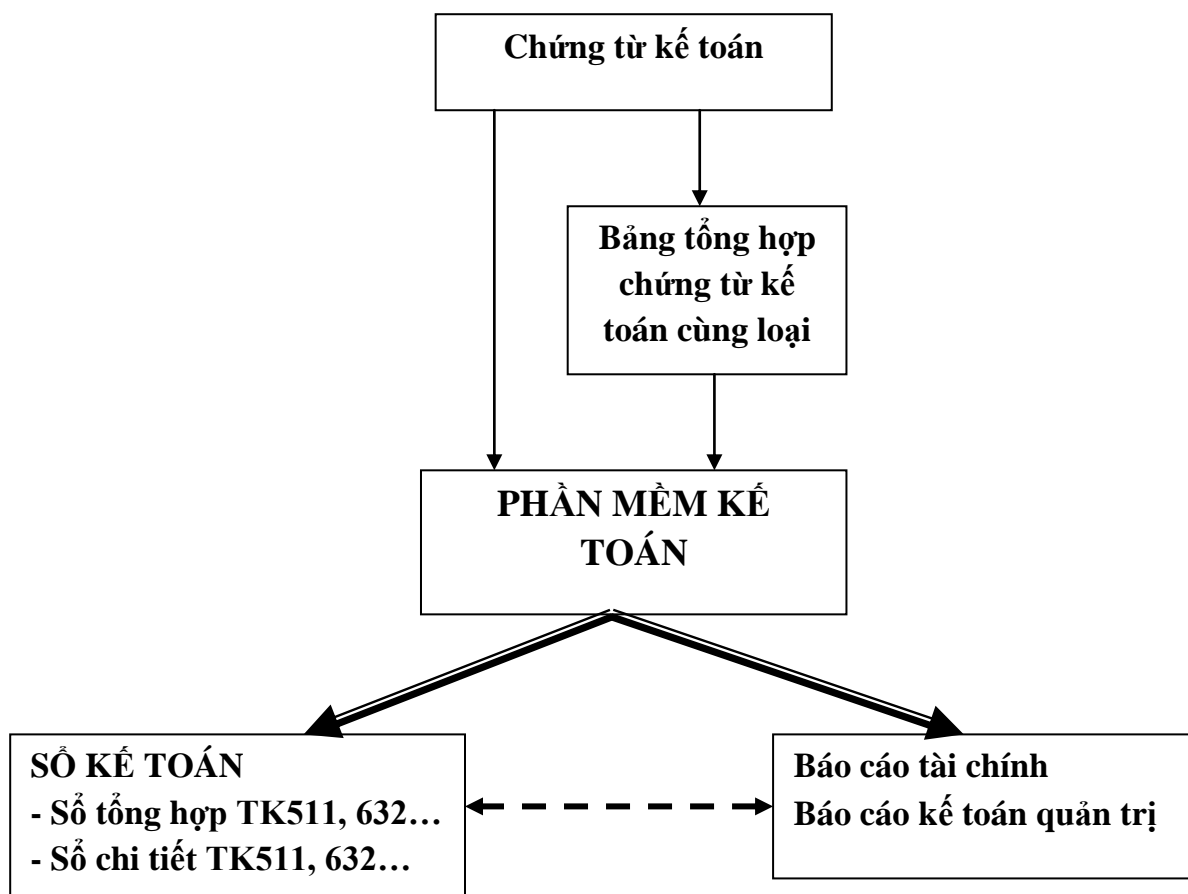 Chứng từ kế toán
Bảng tổng hợp
chứng từ kế
toán cùng loại
PHẦN MỀM KẾ
TOÁN
SỔ KẾ TOÁN
- Sổ tổng hợp TK511, 632…
- Sổ chi tiết TK511, 632…
Báo cáo tài chính
Báo cáo kế toán quản trị